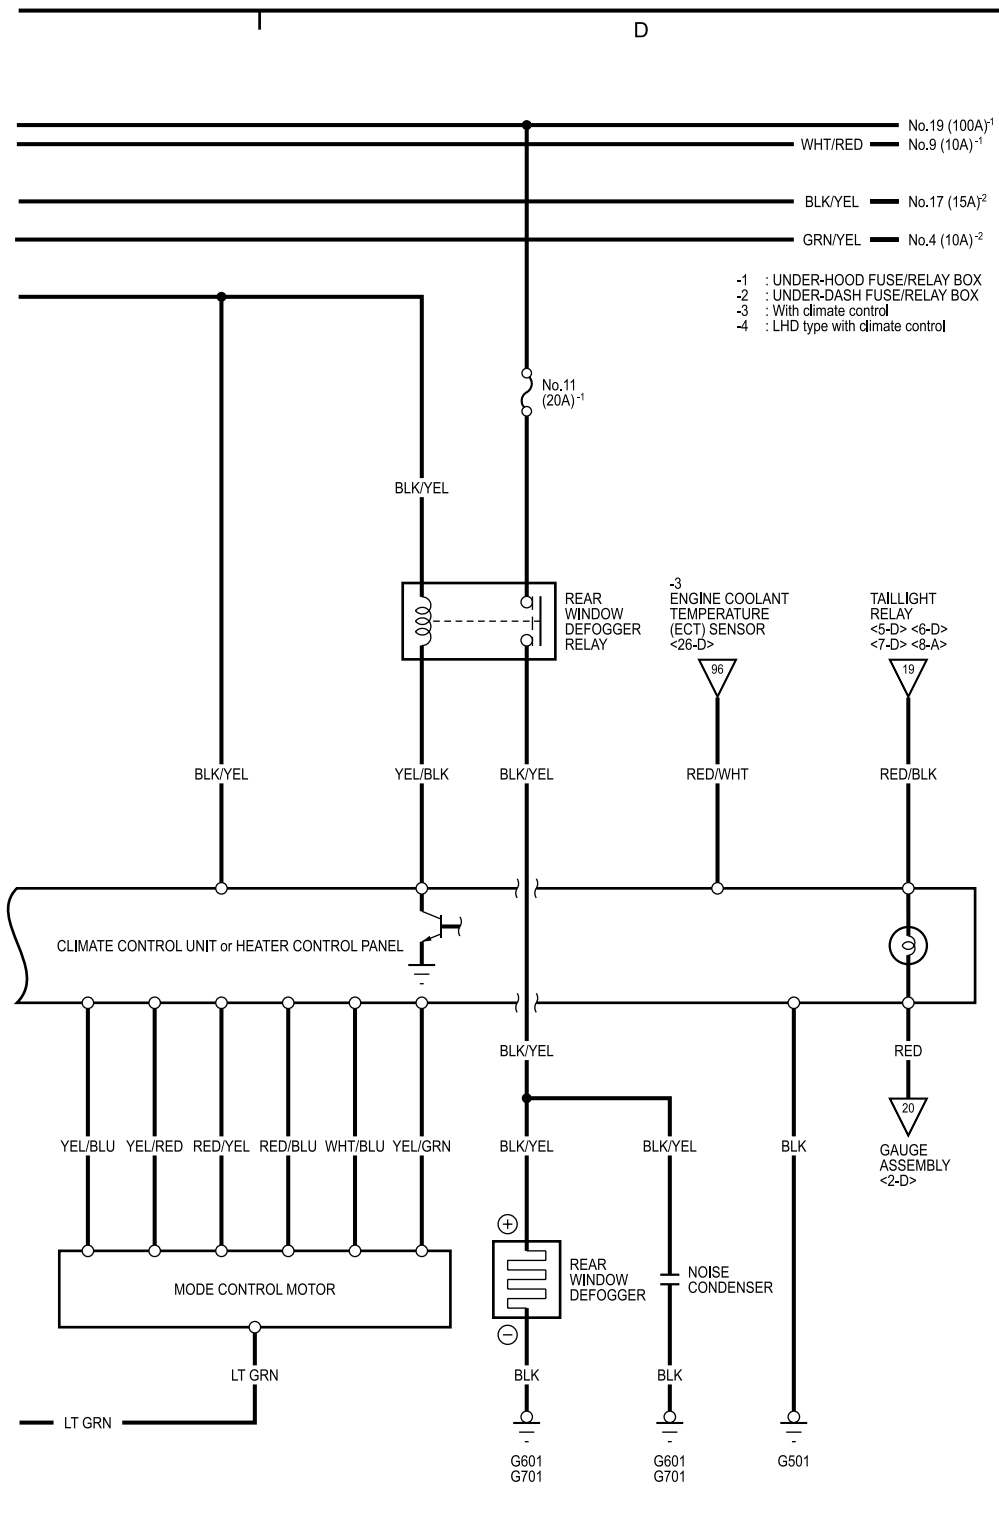 D
No.19 (100A)-1
WHT/RED No.9 (10A)-1
BLK/YEL No.17 (15A)-2
GRN/YEL No.4 (10A)-2
-1 : UNDER-HOOD FUSE/RELAY BOX
-2 : UNDER-DASH FUSE/RELAY BOX
-3 : With climate control
-4 : LHD type with climate control
No.11
(20A)-1
BLK/YEL
REAR
WINDOW
DEFOGGER
RELAY
-3
ENGINE COOLANT
TEMPERATURE
(ECT) SENSOR
<26-D>
96
TAILLIGHT
RELAY
<5-D> <6-D>
<7-D> <8-A>
19
BLK/YEL YEL/BLK BLK/YEL RED/WHT RED/BLK
CLIMATE CONTROL UNIT or HEATER CONTROL PANEL
BLK/YEL RED
20
GAUGE
ASSEMBLY
<2-D>
YEL/BLU YEL/RED RED/YEL RED/BLU WHT/BLU YEL/GRN BLK/YEL BLK/YEL BLK
+
MODE CONTROL MOTOR
REAR
WINDOW
DEFOGGER
NOISE
CONDENSER
−
LT GRN BLK BLK
LT GRN
G601
G701
G601
G701
G501